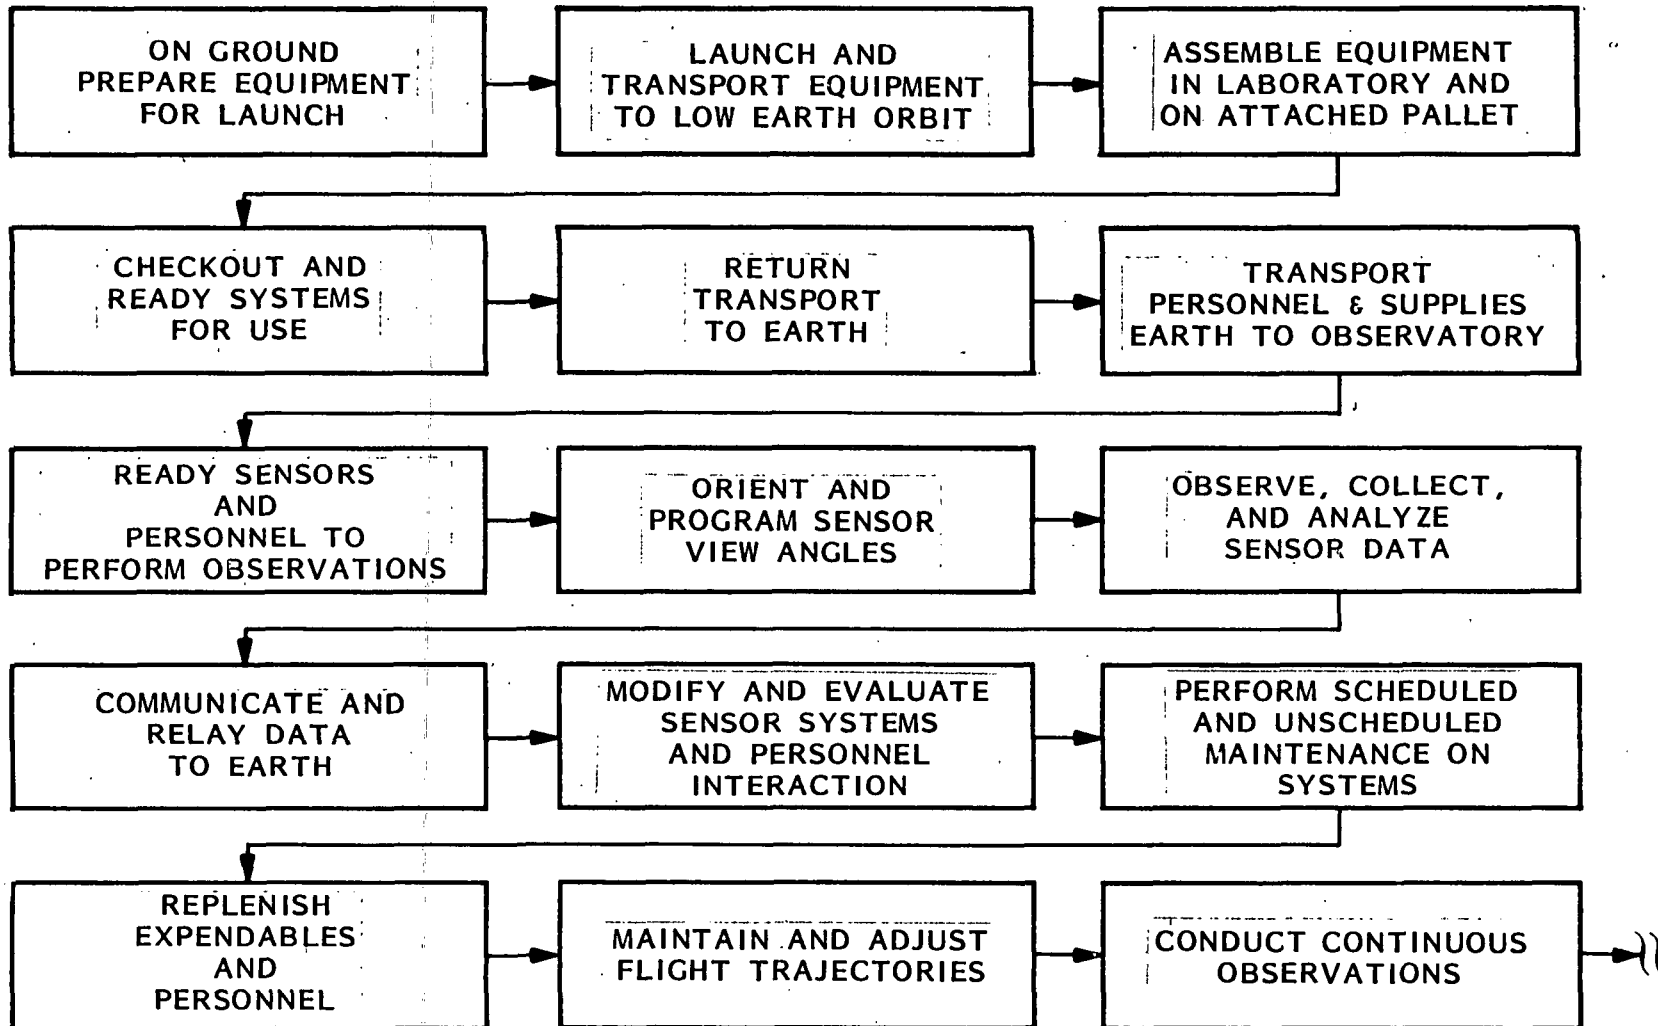 ON GROUND
PREPARE EQUIPMENT
FOR LAUNCH
LAUNCH AND
TRANSPORT EQUIPMENT
TO LOW EARTH ORBIT
ASSEMBLE EQUIPMENT
IN LABORATORY AND
ON ATTACHED PALLET
CHECKOUT AND
READY SYSTEMS
FOR USE
RETURN
TRANSPORT
TO EARTH
TRANSPORT
PERSONNEL & SUPPLIES
EARTH TO OBSERVATORY
READY SENSORS
AND
PERSONNEL TO
PERFORM OBSERVATIONS
ORIENT AND
PROGRAM SENSOR
VIEW ANGLES
OBSERVE, COLLECT,
AND ANALYZE
SENSOR DATA
COMMUNICATE AND
RELAY DATA
TO EARTH
MODIFY AND EVALUATE
SENSOR SYSTEMS
AND PERSONNEL
INTERACTION
PERFORM SCHEDULED
AND UNSCHEDULED
MAINTENANCE ON
SYSTEMS
REPLENISH
EXPENDABLES
AND
PERSONNEL
MAINTAIN AND ADJUST
FLIGHT TRAJECTORIES
CONDUCT CONTINUOUS
OBSERVATIONS